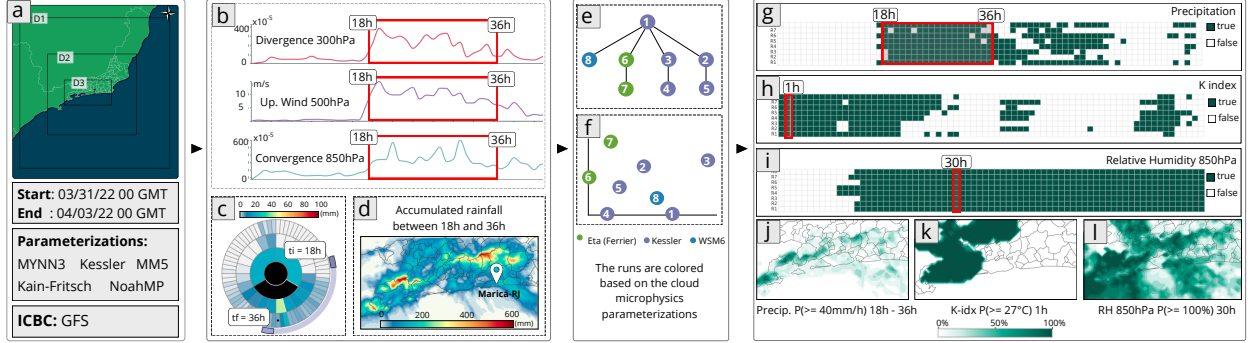 a
D1
D2
D3
Start: 03/31/22 00 GMT
End : 04/03/22 00 GMT
Parameterizations:
MYNN3 Kessler MM5
Kain-Fritsch NoahMP
ICBC: GFS
b
18h
36h
x10-5
400
0
Divergence 300hPa
18h
36h
m/s
10
5
Up. Wind 500hPa
18h
36h
x10-5
600
0
Convergence 850hPa
c
0 20 40 60 80 100 (mm)
ti = 18h
tf = 36h
d
Accumulated rainfall
between 18h and 36h
Maricá-RJ
0 200 400 600 (mm)
e
1
8 6 3 2
7 4 5
f
7
3
2
6
5
8
4 1
Eta (Ferrier) Kessler WSM6
The runs are colored
based on the cloud
microphysics
parameterizations
g
18h
36h
Precipitation
true
false
h
1h
K index
true
false
i
30h
Relative Humidity 850hPa
true
false
j
k
l
Precip. P(>= 40mm/h) 18h - 36h
K-idx P(>= 27°C) 1h
RH 850hPa P(>= 100%) 30h
0% 50% 100%